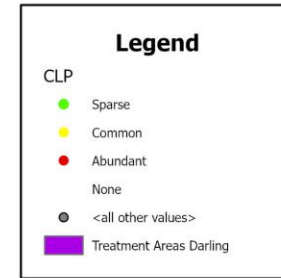 Legend
CLP
Sparse
Common
Abundant
None
<all other values>
Treatment Areas Darling